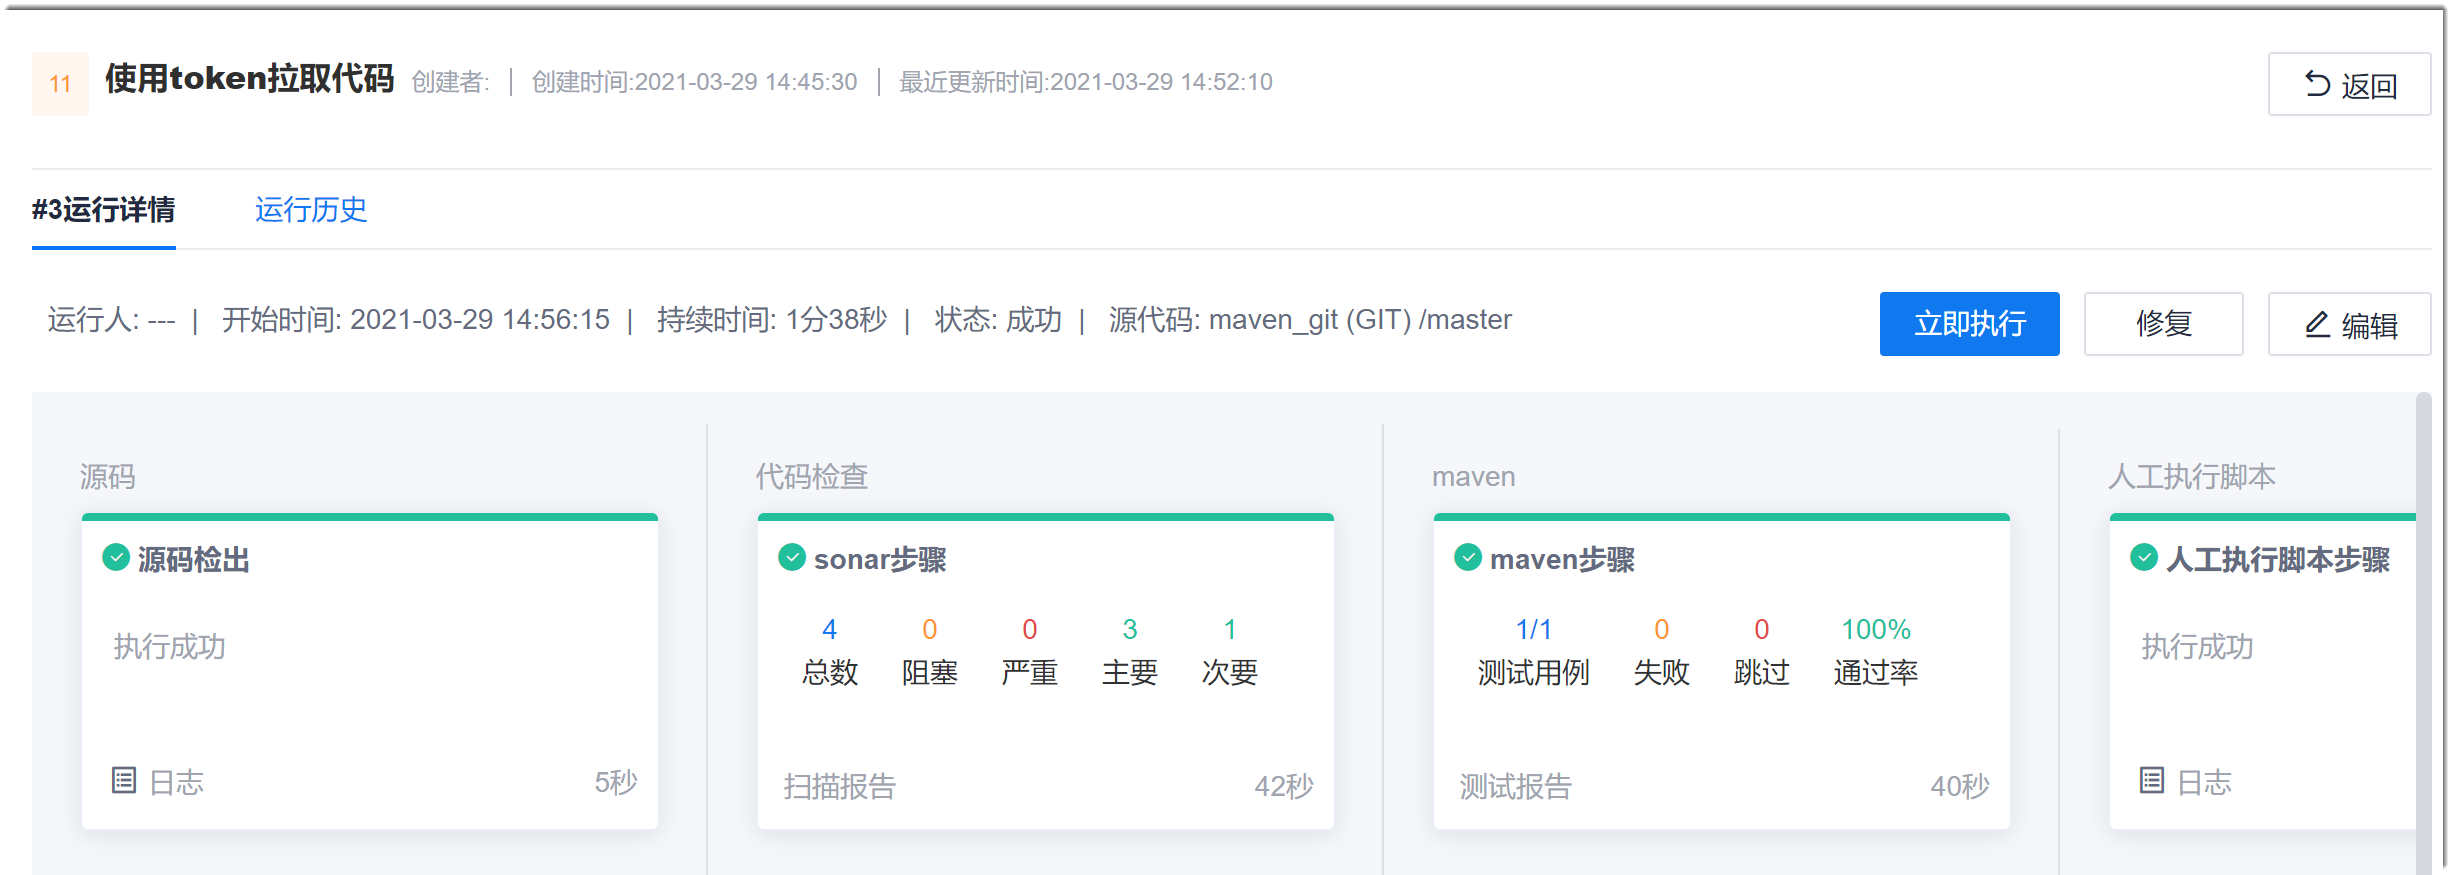 11 使用token拉取代码 创建者: | 创建时间:2021-03-29 14:45:30 | 最近更新时间:2021-03-29 14:52:10 返回
#3运行详情 运行历史
运行人: --- | 开始时间: 2021-03-29 14:56:15 | 持续时间: 1分38秒 | 状态: 成功 | 源代码: maven_git (GIT) /master 立即执行 修复 编辑
源码 代码检查 maven 人工执行脚本
源码检出 sonar步骤 maven步骤 人工执行脚本步骤
4 0 0 3 1 1/1 0 0 100%
执行成功 总数 阻塞 严重 主要 次要 测试用例 失败 跳过 通过率 执行成功
日志 5秒 扫描报告 42秒 测试报告 40秒 日志